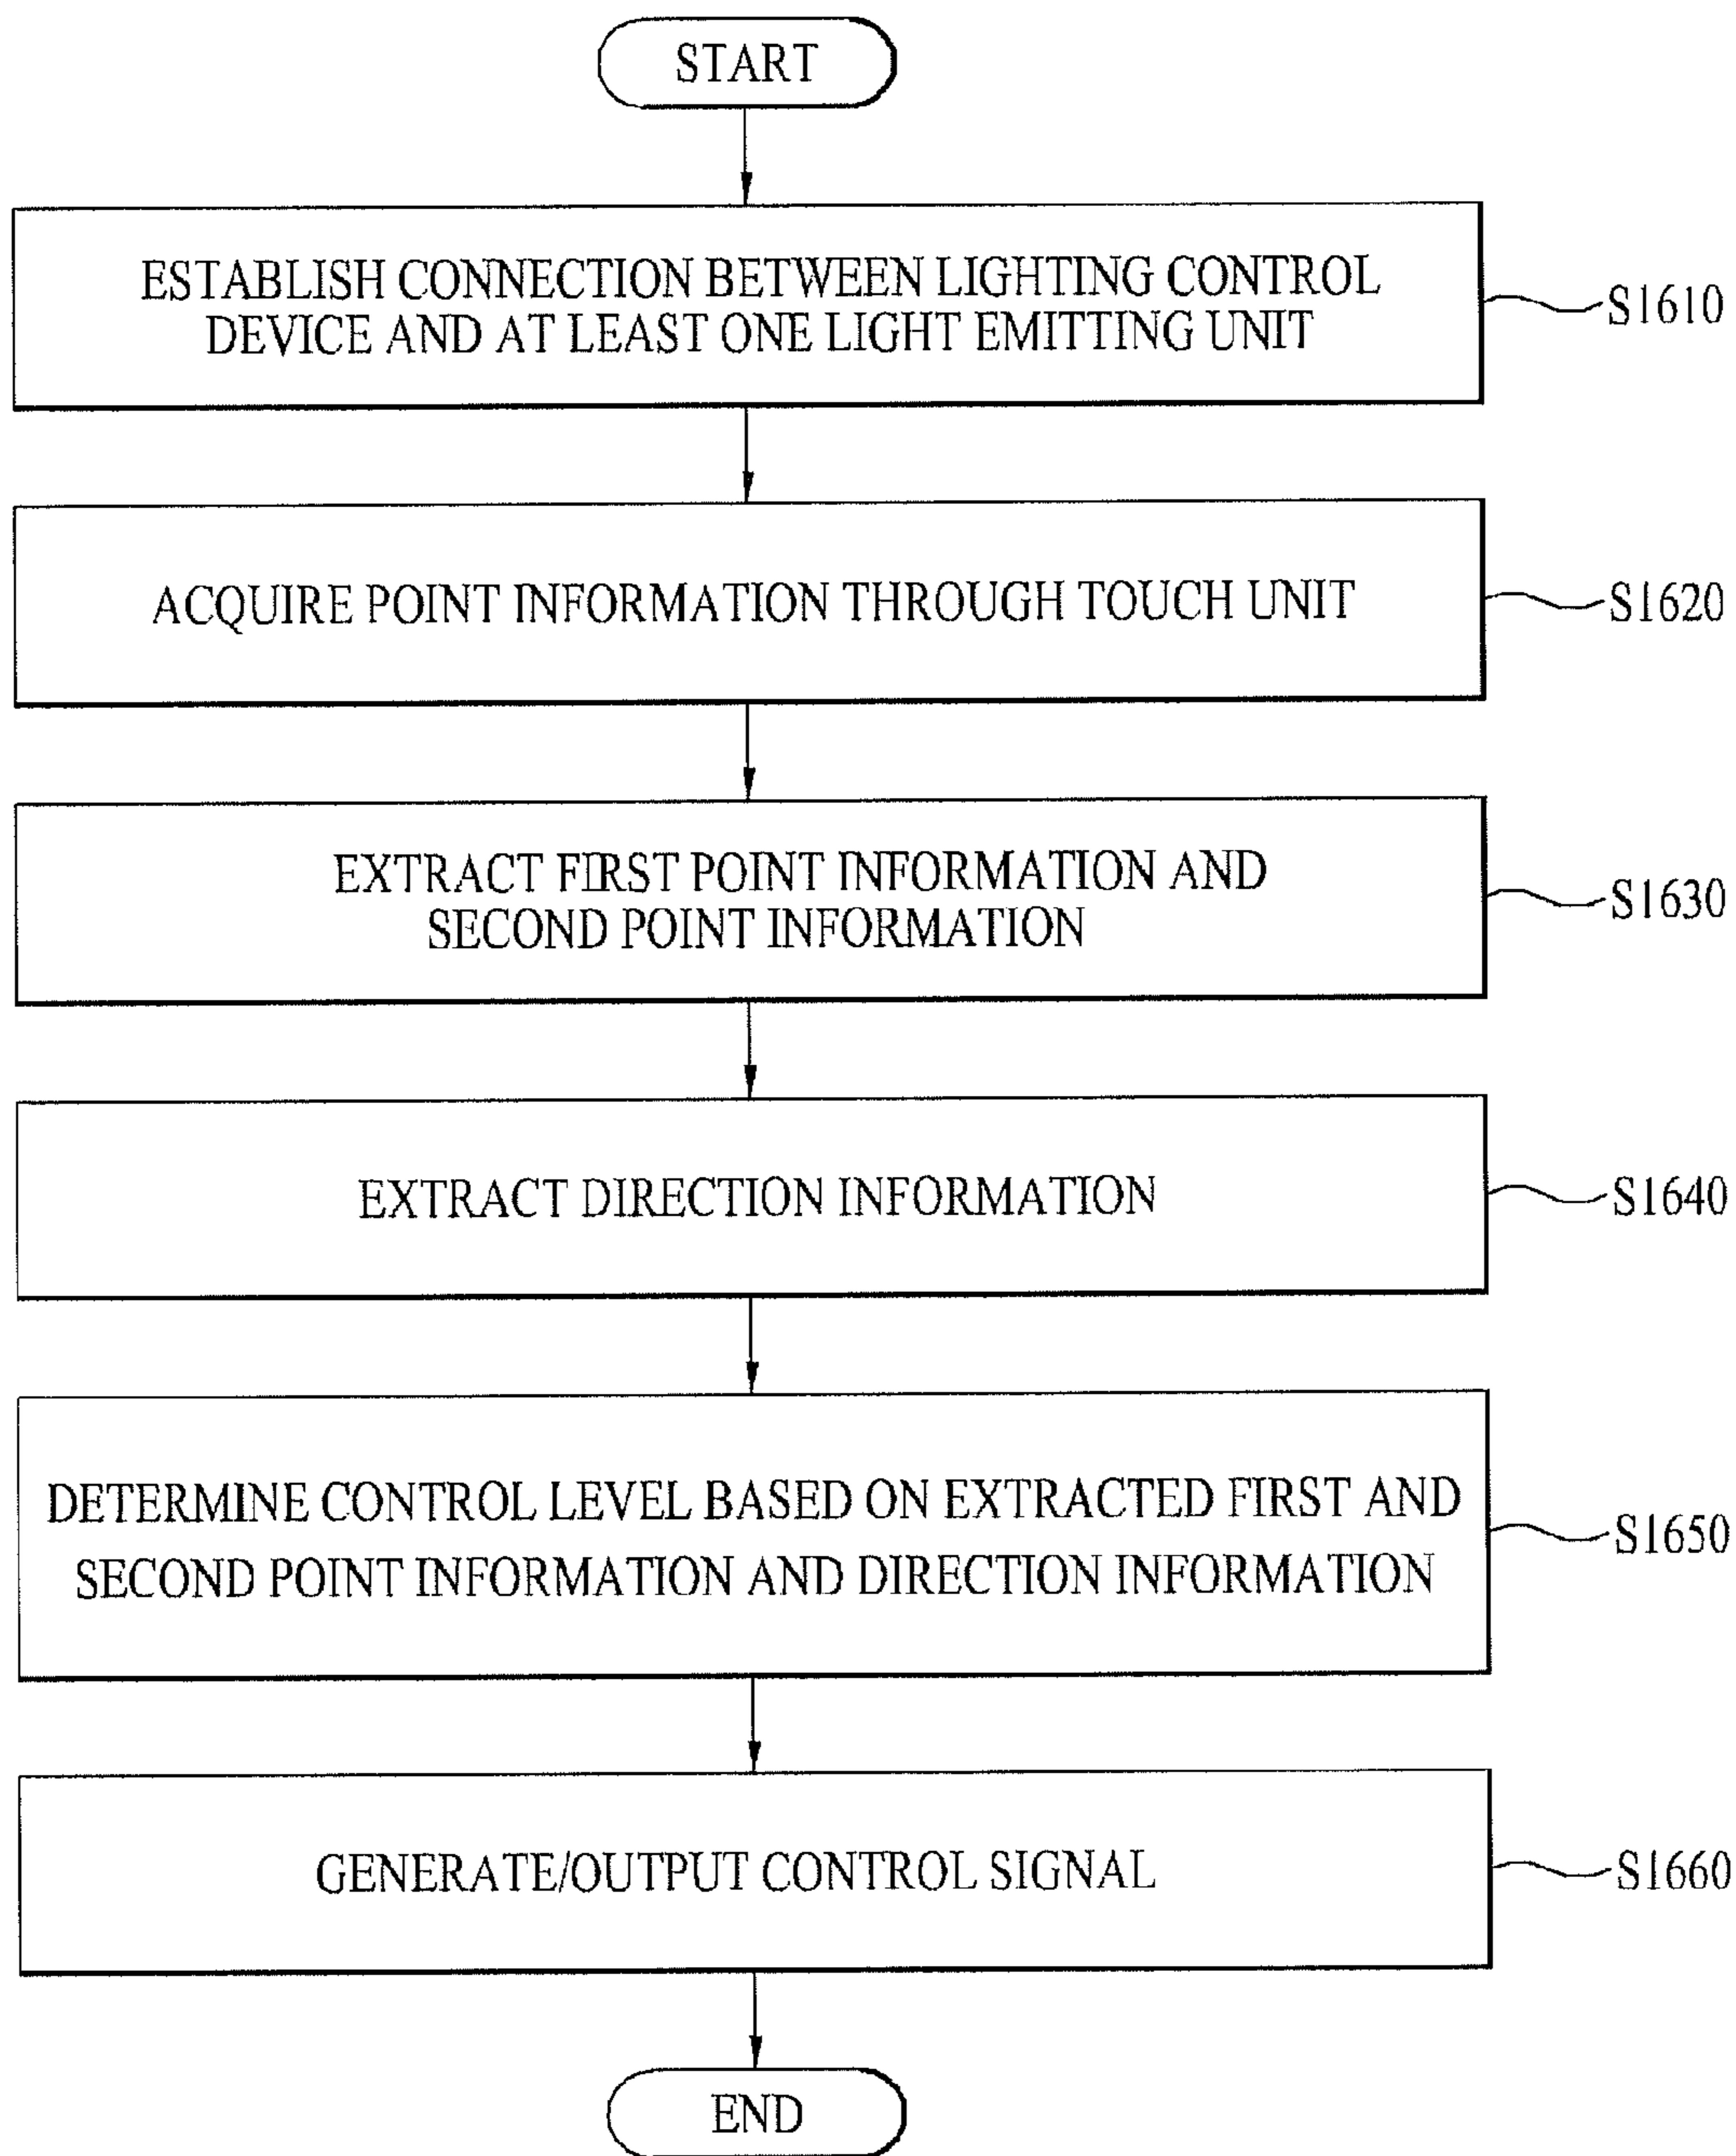 START
ESTABLISH CONNECTION BETWEEN LIGHTING CONTROL
DEVICE AND AT LEAST ONE LIGHT EMITTING UNIT
S1610
ACQUIRE POINT INFORMATION THROUGH TOUCH UNIT
S1620
EXTRACT FIRST POINT INFORMATION AND
SECOND POINT INFORMATION
S1630
EXTRACT DIRECTION INFORMATION
S1640
DETERMINE CONTROL LEVEL BASED ON EXTRACTED FIRST AND
SECOND POINT INFORMATION AND DIRECTION INFORMATION
S1650
GENERATE/OUTPUT CONTROL SIGNAL
S1660
END